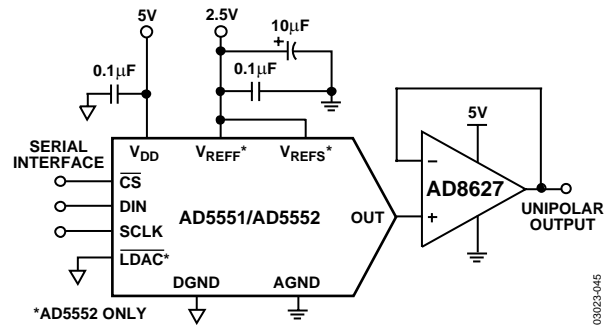 5V
2.5V
10μF
+
0.1μF
0.1μF
SERIAL
INTERFACE
VDD
VREFF*
VREFS*
CS
DIN
SCLK
LDAC*
AD5551/AD5552
OUT
DGND
AGND
5V
−
+
AD8627
UNIPOLAR
OUTPUT
*AD5552 ONLY
03023-045